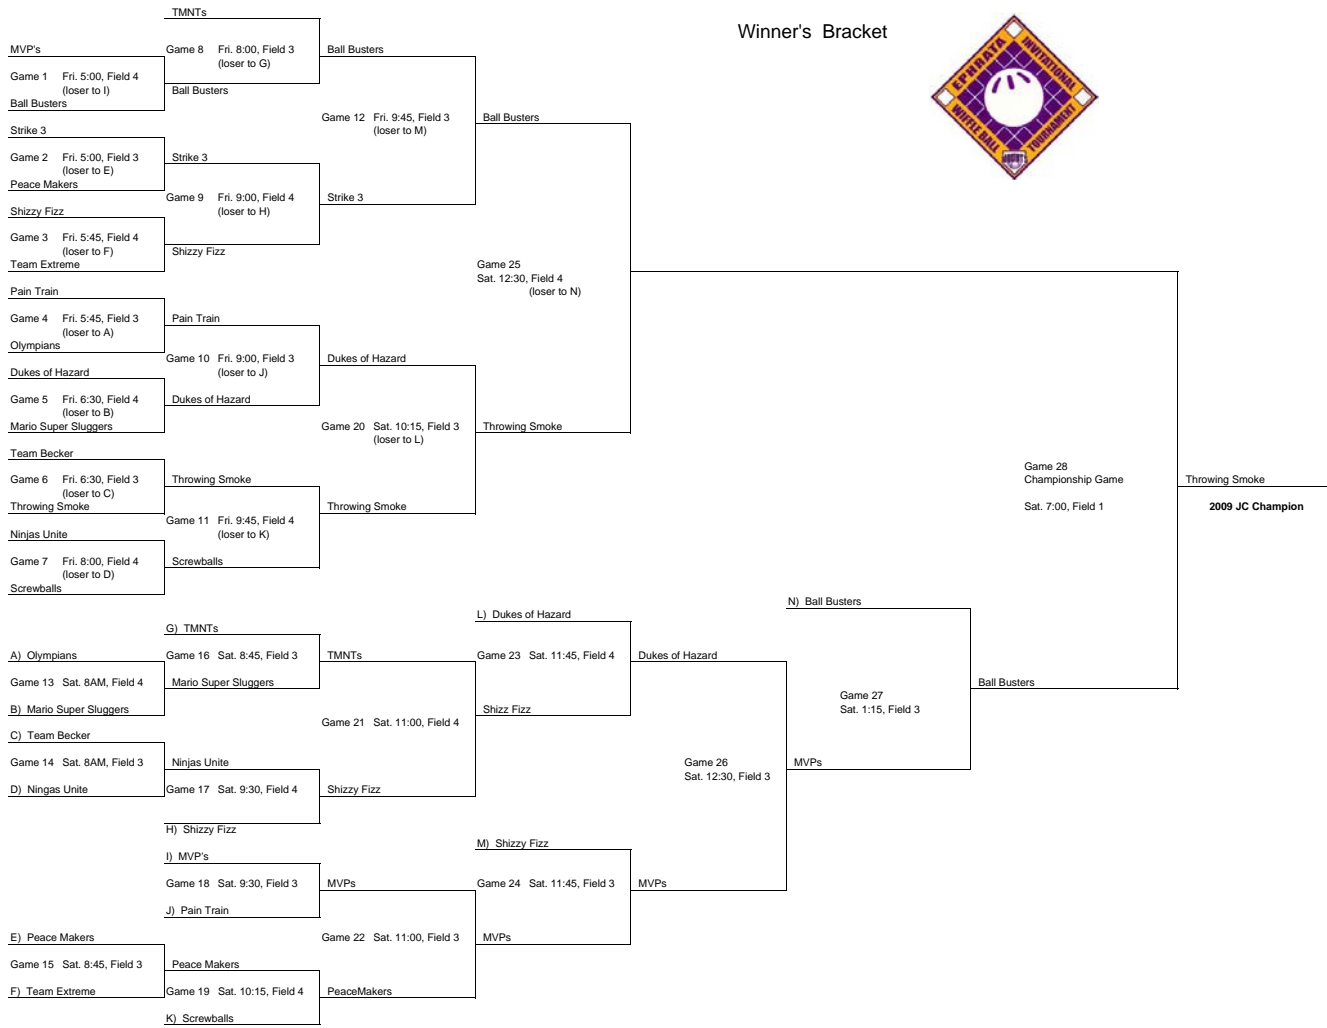 TMNTs
Winner's Bracket
EPHRATA
INVITATIONAL
WIFFLE BALL
TOURNAMENT
MVP's
Game 8 Fri. 8:00, Field 3
(loser to G)
Ball Busters
Game 1 Fri. 5:00, Field 4
(loser to I)
Ball Busters
Ball Busters
Strike 3
Game 12 Fri. 9:45, Field 3
(loser to M)
Ball Busters
Game 2 Fri. 5:00, Field 3
(loser to E)
Strike 3
Peace Makers
Game 9 Fri. 9:00, Field 4
(loser to H)
Strike 3
Shizzy Fizz
Game 3 Fri. 5:45, Field 4
(loser to F)
Shizzy Fizz
Team Extreme
Game 25
Sat. 12:30, Field 4
(loser to N)
Pain Train
Game 4 Fri. 5:45, Field 3
(loser to A)
Pain Train
Olympians
Game 10 Fri. 9:00, Field 3
(loser to J)
Dukes of Hazard
Dukes of Hazard
Game 5 Fri. 6:30, Field 4
(loser to B)
Dukes of Hazard
Mario Super Sluggers
Game 20 Sat. 10:15, Field 3
(loser to L)
Throwing Smoke
Team Becker
Game 6 Fri. 6:30, Field 3
(loser to C)
Throwing Smoke
Throwing Smoke
Game 28
Championship Game
Sat. 7:00, Field 1
Throwing Smoke
2009 JC Champion
Game 11 Fri. 9:45, Field 4
(loser to K)
Throwing Smoke
Ninjas Unite
Game 7 Fri. 8:00, Field 4
(loser to D)
Screwballs
Screwballs
N) Ball Busters
L) Dukes of Hazard
G) TMNTs
A) Olympians
Game 16 Sat. 8:45, Field 3
TMNTs
Game 23 Sat. 11:45, Field 4
Dukes of Hazard
Game 13 Sat. 8AM, Field 4
Mario Super Sluggers
Ball Busters
B) Mario Super Sluggers
Game 21 Sat. 11:00, Field 4
Shizz Fizz
Game 27
Sat. 1:15, Field 3
C) Team Becker
Game 14 Sat. 8AM, Field 3
Ninjas Unite
Game 26
Sat. 12:30, Field 3
MVPs
D) Ningas Unite
Game 17 Sat. 9:30, Field 4
Shizzy Fizz
H) Shizzy Fizz
M) Shizzy Fizz
I) MVP's
Game 18 Sat. 9:30, Field 3
MVPs
Game 24 Sat. 11:45, Field 3
MVPs
J) Pain Train
E) Peace Makers
Game 22 Sat. 11:00, Field 3
MVPs
Game 15 Sat. 8:45, Field 3
Peace Makers
F) Team Extreme
Game 19 Sat. 10:15, Field 4
PeaceMakers
K) Screwballs